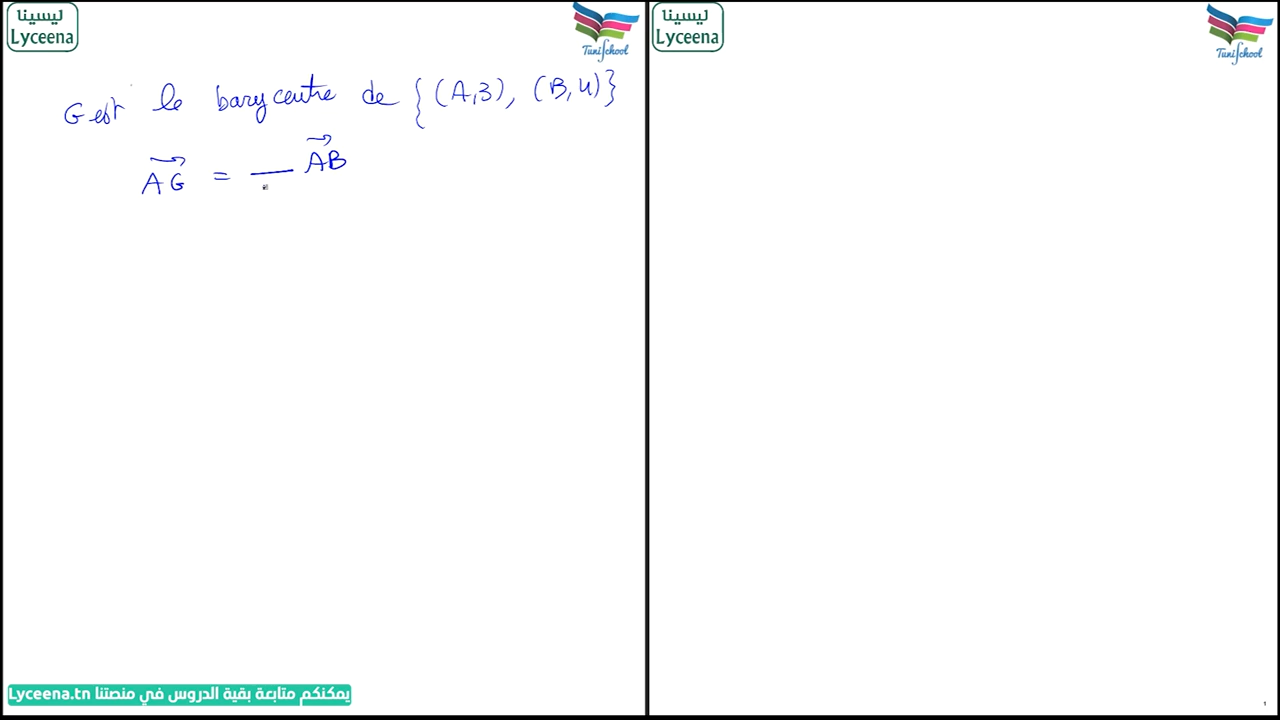 ليسينا
Lyceena
TuniSchool
ليسينا
Lyceena
TuniSchool
G est le barycentre de {(A,3), (B,4)}
AG = — AB
يمكنكم متابعة بقية الدروس في منصتنا Lyceena.tn
1